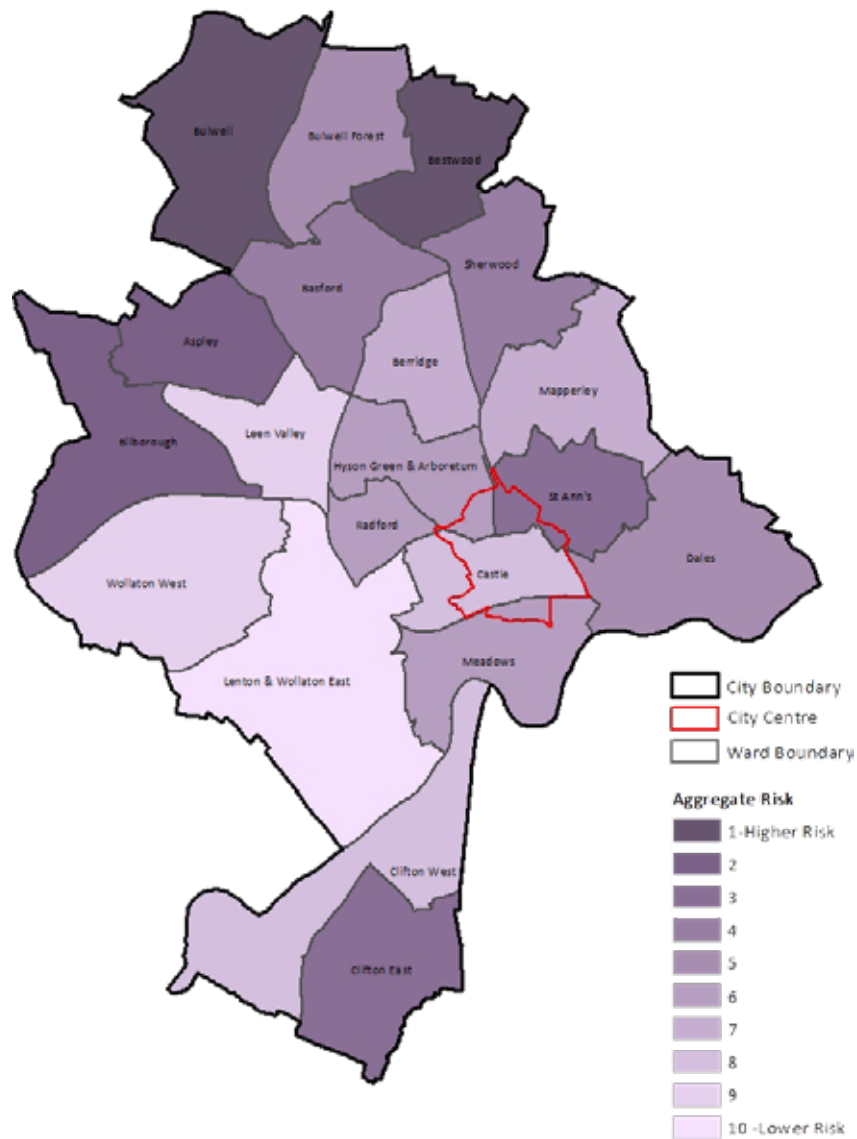 Bulwell
Bulwell Forest
Bestwood
Sherwood
Basford
Aspley
Berridge
Mapperley
Bilborough
Leen Valley
Hyson Green & Arboretum
St Ann's
Radford
Dales
Wollaton West
Castle
Meadows
Lenton & Wollaton East
Clifton West
Clifton East
City Boundary
City Centre
Ward Boundary
Aggregate Risk
1-Higher Risk
2
3
4
5
6
7
8
9
10 -Lower Risk